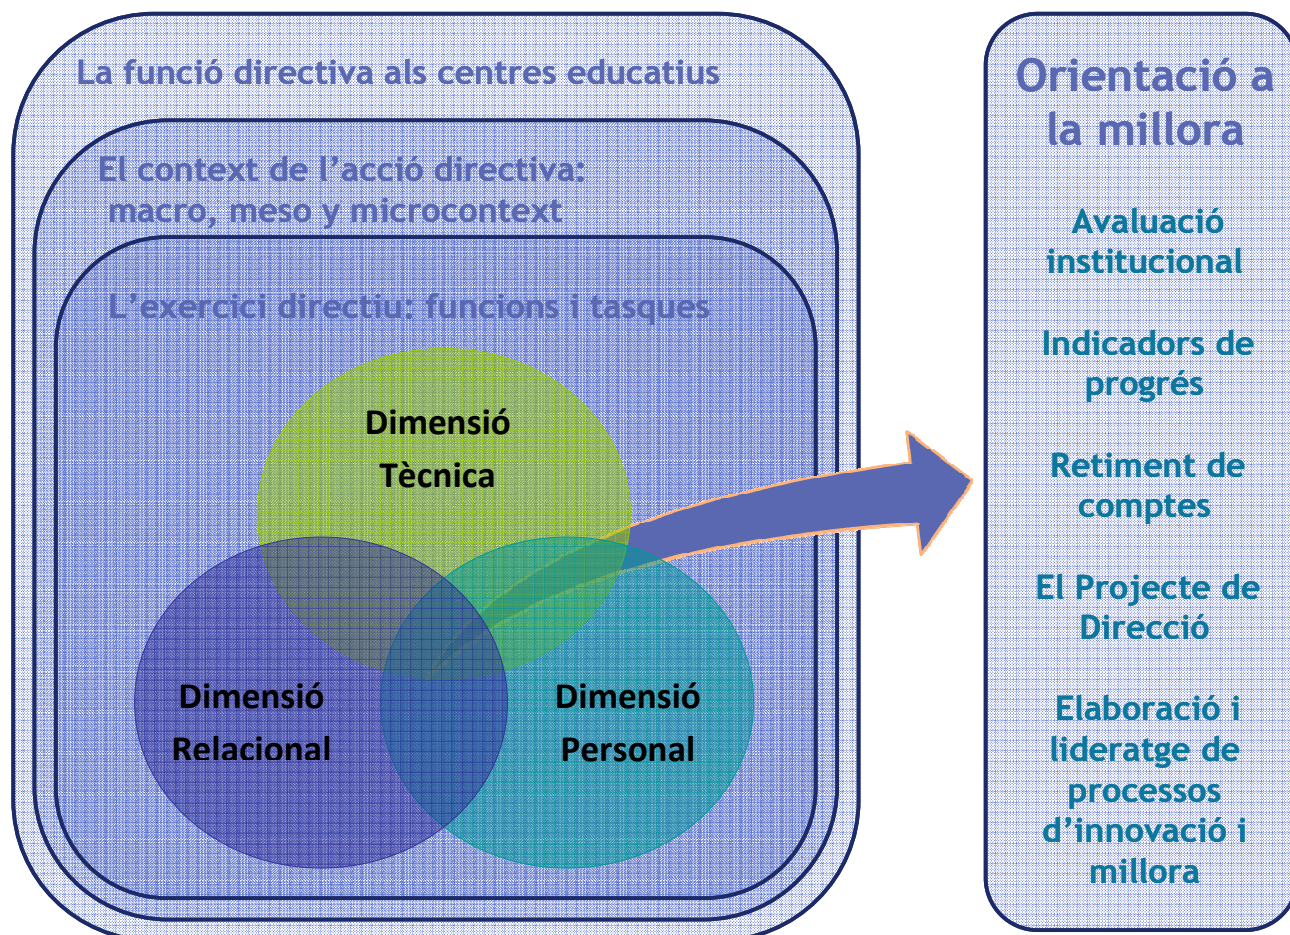 La funció directiva als centres educatius
El context de l’acció directiva:
macro, meso y microcontext
L’exercici directiu: funcions i tasques
Dimensió
Tècnica
Dimensió
Relacional
Dimensió
Personal
Orientació a
la millora
Avaluació
institucional
Indicadors de
progrés
Retiment de
comptes
El Projecte de
Direcció
Elaboració i
lideratge de
processos
d’innovació i
millora